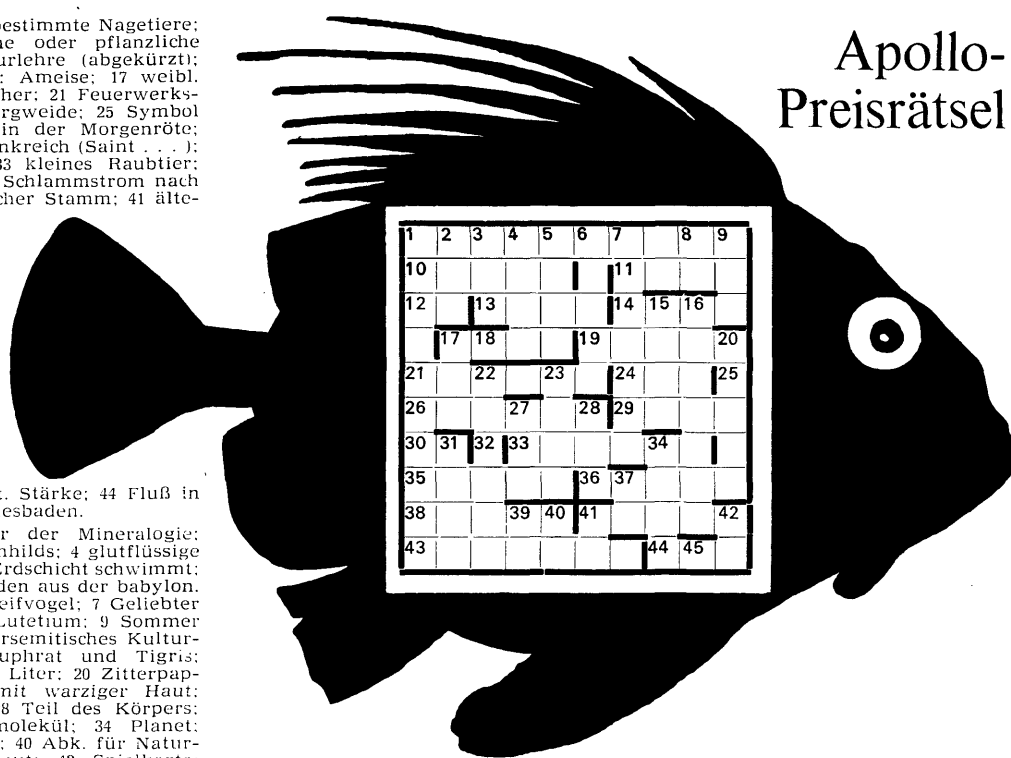 bestimmte Nagetiere;
oder pflanzliche
urlehre (abgekürzt);
: Ameise; 17 weibl.
her; 21 Feuerwerks-
rgweide; 25 Symbol
in der Morgenröte;
nkreich (Saint . . . );
33 kleines Raubtier;
Schlammstrom nach
cher Stamm; 41 älte-
Apollo-
Preisrätsel
1 2 3 4 5 6 7 8 9
10 11
12 13 14 15 16
17 18 19 20
21 22 23 24 25
26 27 28 29
30 31 32 33 34
35 36 37
38 39 40 41 42
43 44 45
. Stärke; 44 Fluß in
esbaden.
r der Mineralogie;
nhilds; 4 glutflüssige
Erdschicht schwimmt;
den aus der babylon.
eifvogel; 7 Geliebter
Lutetium; 9 Sommer
rsemitisches Kultur-
uphrat und Tigris;
Liter; 20 Zitterpap-
mit warziger Haut;
8 Teil des Körpers;
molekül; 34 Planet;
; 40 Abk. für Natur-